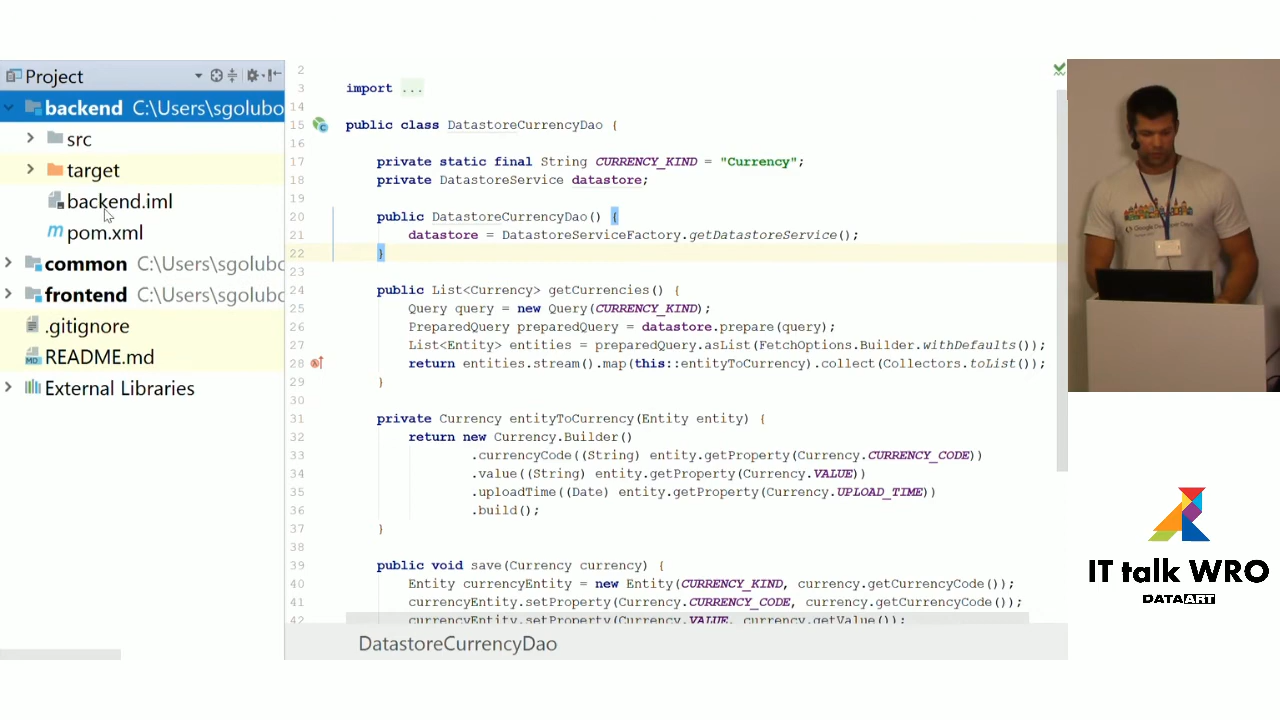 Project
backend C:\Users\sgolubo
src
target
backend.iml
pom.xml
common C:\Users\sgolubo
frontend C:\Users\sgolubo
.gitignore
README.md
External Libraries
2
3 import ...
14
15 public class DatastoreCurrencyDao {
16
17 private static final String CURRENCY_KIND = "Currency";
18 private DatastoreService datastore;
19
20 public DatastoreCurrencyDao() {
21 datastore = DatastoreServiceFactory.getDatastoreService();
22 }
23
24 public List<Currency> getCurrencies() {
25 Query query = new Query(CURRENCY_KIND);
26 PreparedQuery preparedQuery = datastore.prepare(query);
27 List<Entity> entities = preparedQuery.asList(FetchOptions.Builder.withDefaults());
28 return entities.stream().map(this::entityToCurrency).collect(Collectors.toList());
29 }
30
31 private Currency entityToCurrency(Entity entity) {
32 return new Currency.Builder()
33 .currencyCode((String) entity.getProperty(Currency.CURRENCY_CODE))
34 .value((String) entity.getProperty(Currency.VALUE))
35 .uploadTime((Date) entity.getProperty(Currency.UPLOAD_TIME))
36 .build();
37 }
38
39 public void save(Currency currency) {
40 Entity currencyEntity = new Entity(CURRENCY_KIND, currency.getCurrencyCode());
41 currencyEntity.setProperty(Currency.CURRENCY_CODE, currency.getCurrencyCode());
42 currencyEntity.setProperty(Currency.VALUE, currency.getValue());
DatastoreCurrencyDao
IT talk WRO
DATAART